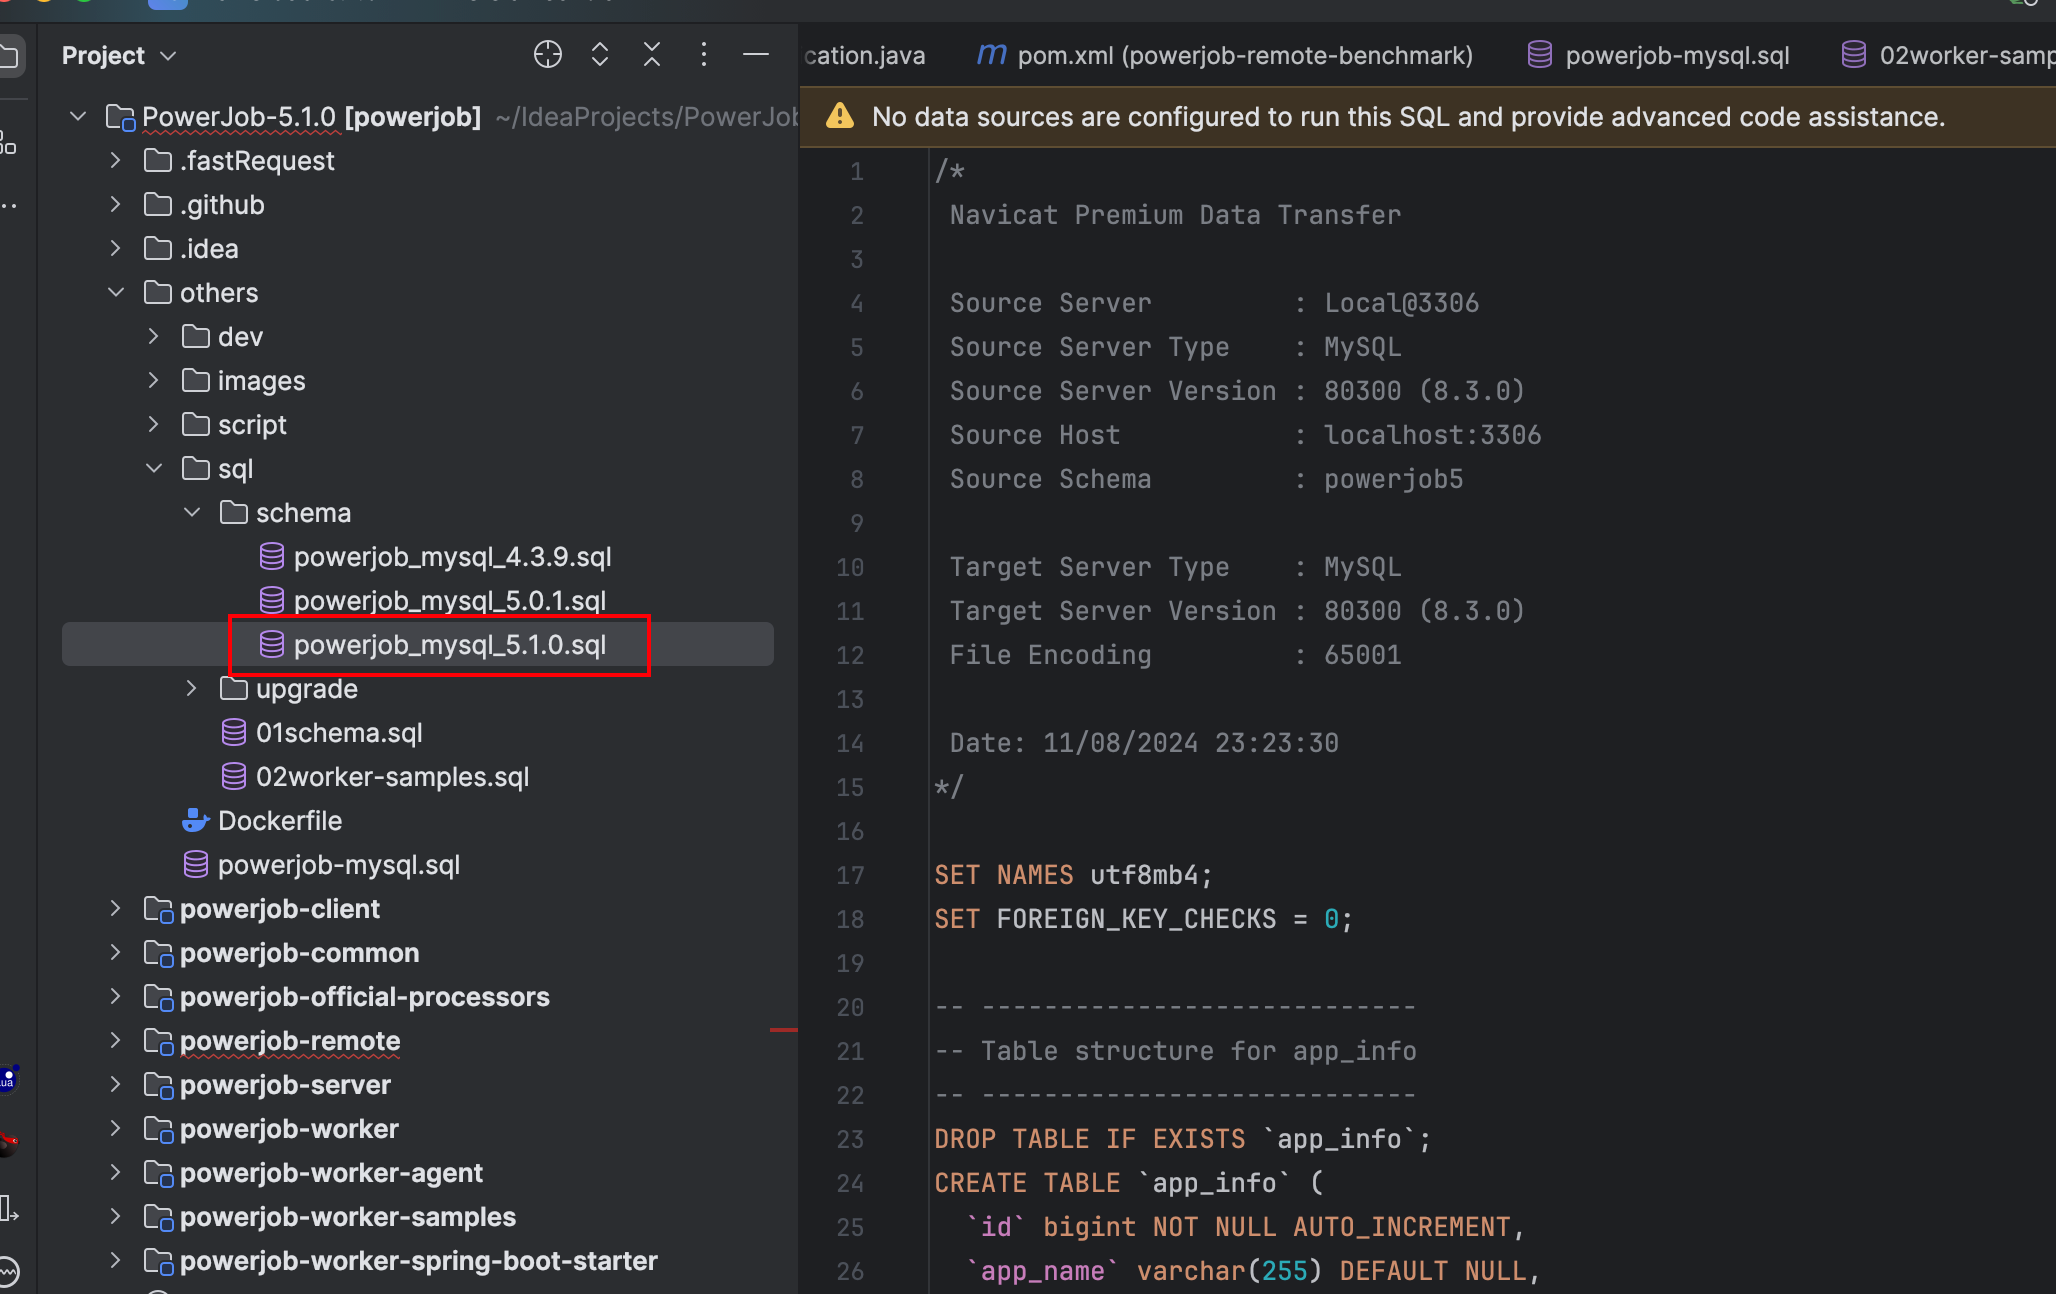 Project
PowerJob-5.1.0 [powerjob] ~/IdeaProjects/PowerJob
.fastRequest
.github
.idea
others
dev
images
script
sql
schema
powerjob_mysql_4.3.9.sql
powerjob_mysql_5.0.1.sql
powerjob_mysql_5.1.0.sql
upgrade
01schema.sql
02worker-samples.sql
Dockerfile
powerjob-mysql.sql
powerjob-client
powerjob-common
powerjob-official-processors
powerjob-remote
powerjob-server
powerjob-worker
powerjob-worker-agent
powerjob-worker-samples
powerjob-worker-spring-boot-starter
cation.java m pom.xml (powerjob-remote-benchmark) powerjob-mysql.sql 02worker-samp
No data sources are configured to run this SQL and provide advanced code assistance.
1 /*
2 Navicat Premium Data Transfer
3
4 Source Server : Local@3306
5 Source Server Type : MySQL
6 Source Server Version : 80300 (8.3.0)
7 Source Host : localhost:3306
8 Source Schema : powerjob5
9
10 Target Server Type : MySQL
11 Target Server Version : 80300 (8.3.0)
12 File Encoding : 65001
13
14 Date: 11/08/2024 23:23:30
15 */
16
17 SET NAMES utf8mb4;
18 SET FOREIGN_KEY_CHECKS = 0;
19
20 -- ----------------------------
21 -- Table structure for app_info
22 -- ----------------------------
23 DROP TABLE IF EXISTS `app_info`;
24 CREATE TABLE `app_info` (
25 `id` bigint NOT NULL AUTO_INCREMENT,
26 `app_name` varchar(255) DEFAULT NULL,